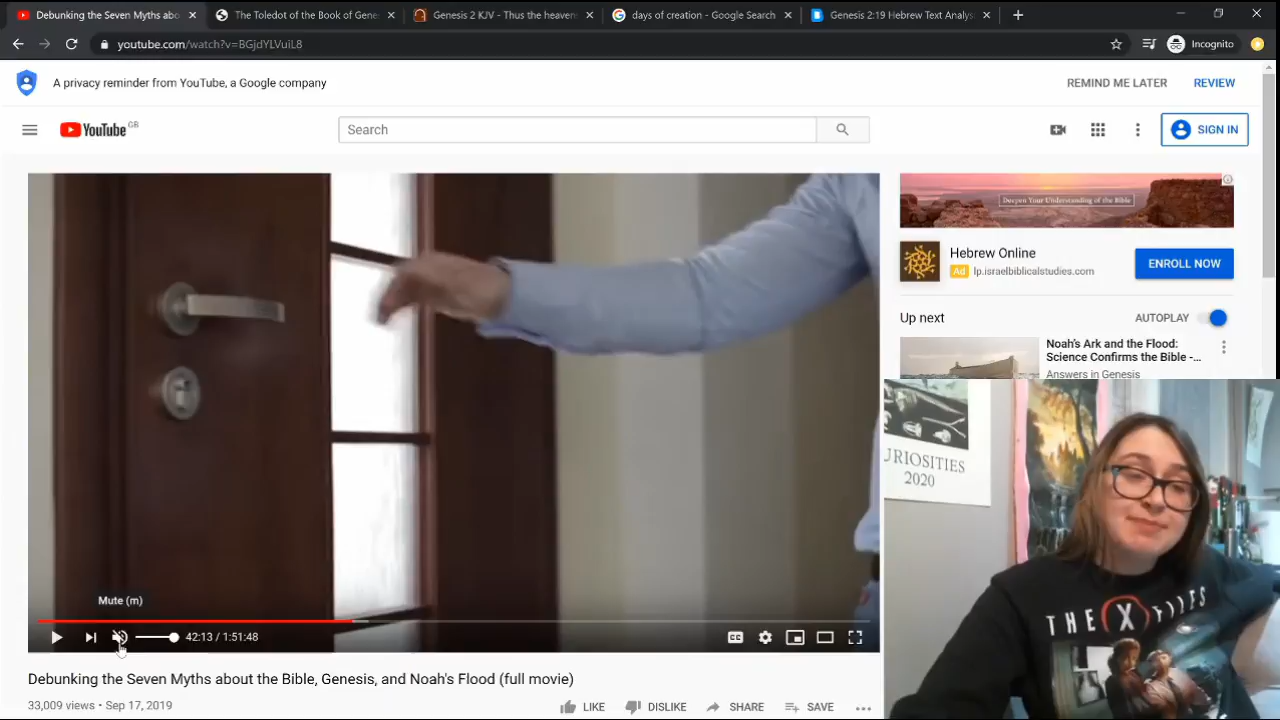 Debunking the Seven Myths abo
The Toledot of the Book of Gene
Genesis 2 KJV - Thus the heaven
days of creation - Google Search
Genesis 2:19 Hebrew Text Analys
youtube.com/watch?v=BGjdYLVuiL8
Incognito
A privacy reminder from YouTube, a Google company
REMIND ME LATER
REVIEW
YouTube GB
Search
SIGN IN
Deepen Your Understanding of the Bible
Hebrew Online
Ad lp.israelbiblicalstudies.com
ENROLL NOW
Up next
AUTOPLAY
Noah's Ark and the Flood:
Science Confirms the Bible -...
Answers in Genesis
URIOSITIES
2020
THE X FILES
Mute (m)
42:13 / 1:51:48
Debunking the Seven Myths about the Bible, Genesis, and Noah's Flood (full movie)
33,009 views • Sep 17, 2019
LIKE
DISLIKE
SHARE
SAVE